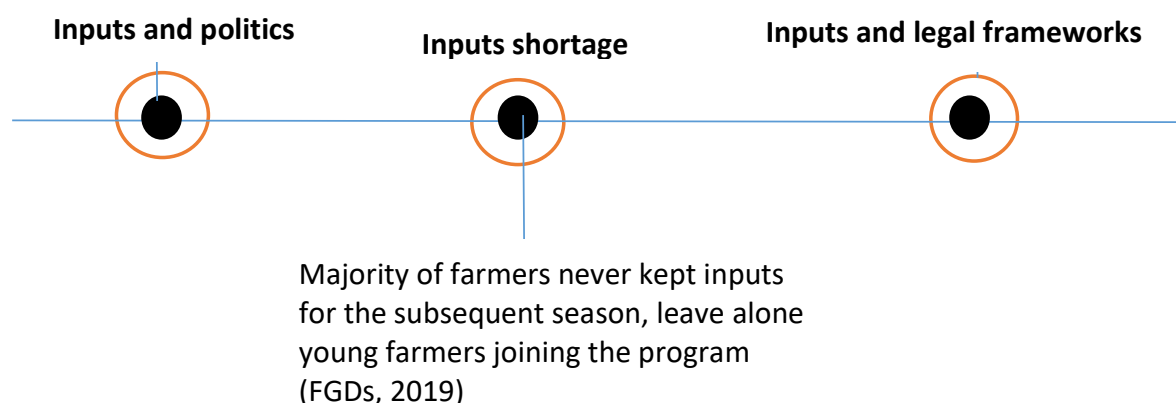 Inputs and politics
Inputs shortage
Inputs and legal frameworks
Majority of farmers never kept inputs
for the subsequent season, leave alone
young farmers joining the program
(FGDs, 2019)